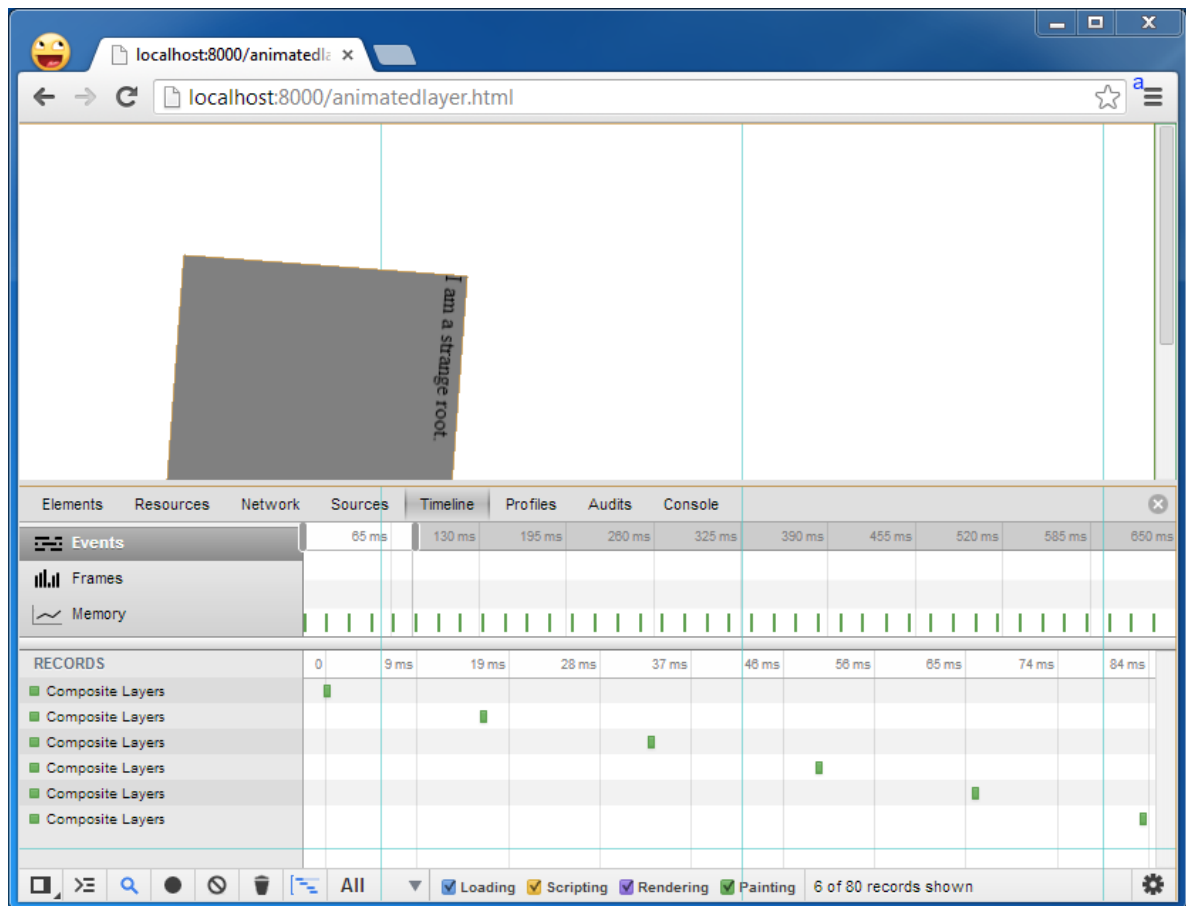 localhost:8000/animatedla
localhost:8000/animatedlayer.html
a
I am a strange root.
Elements Resources Network Sources Timeline Profiles Audits Console
Events 65 ms 130 ms 195 ms 260 ms 325 ms 390 ms 455 ms 520 ms 585 ms 650 ms
Frames
Memory
RECORDS 0 9 ms 19 ms 28 ms 37 ms 46 ms 56 ms 65 ms 74 ms 84 ms
Composite Layers
Composite Layers
Composite Layers
Composite Layers
Composite Layers
Composite Layers
All Loading Scripting Rendering Painting 6 of 80 records shown